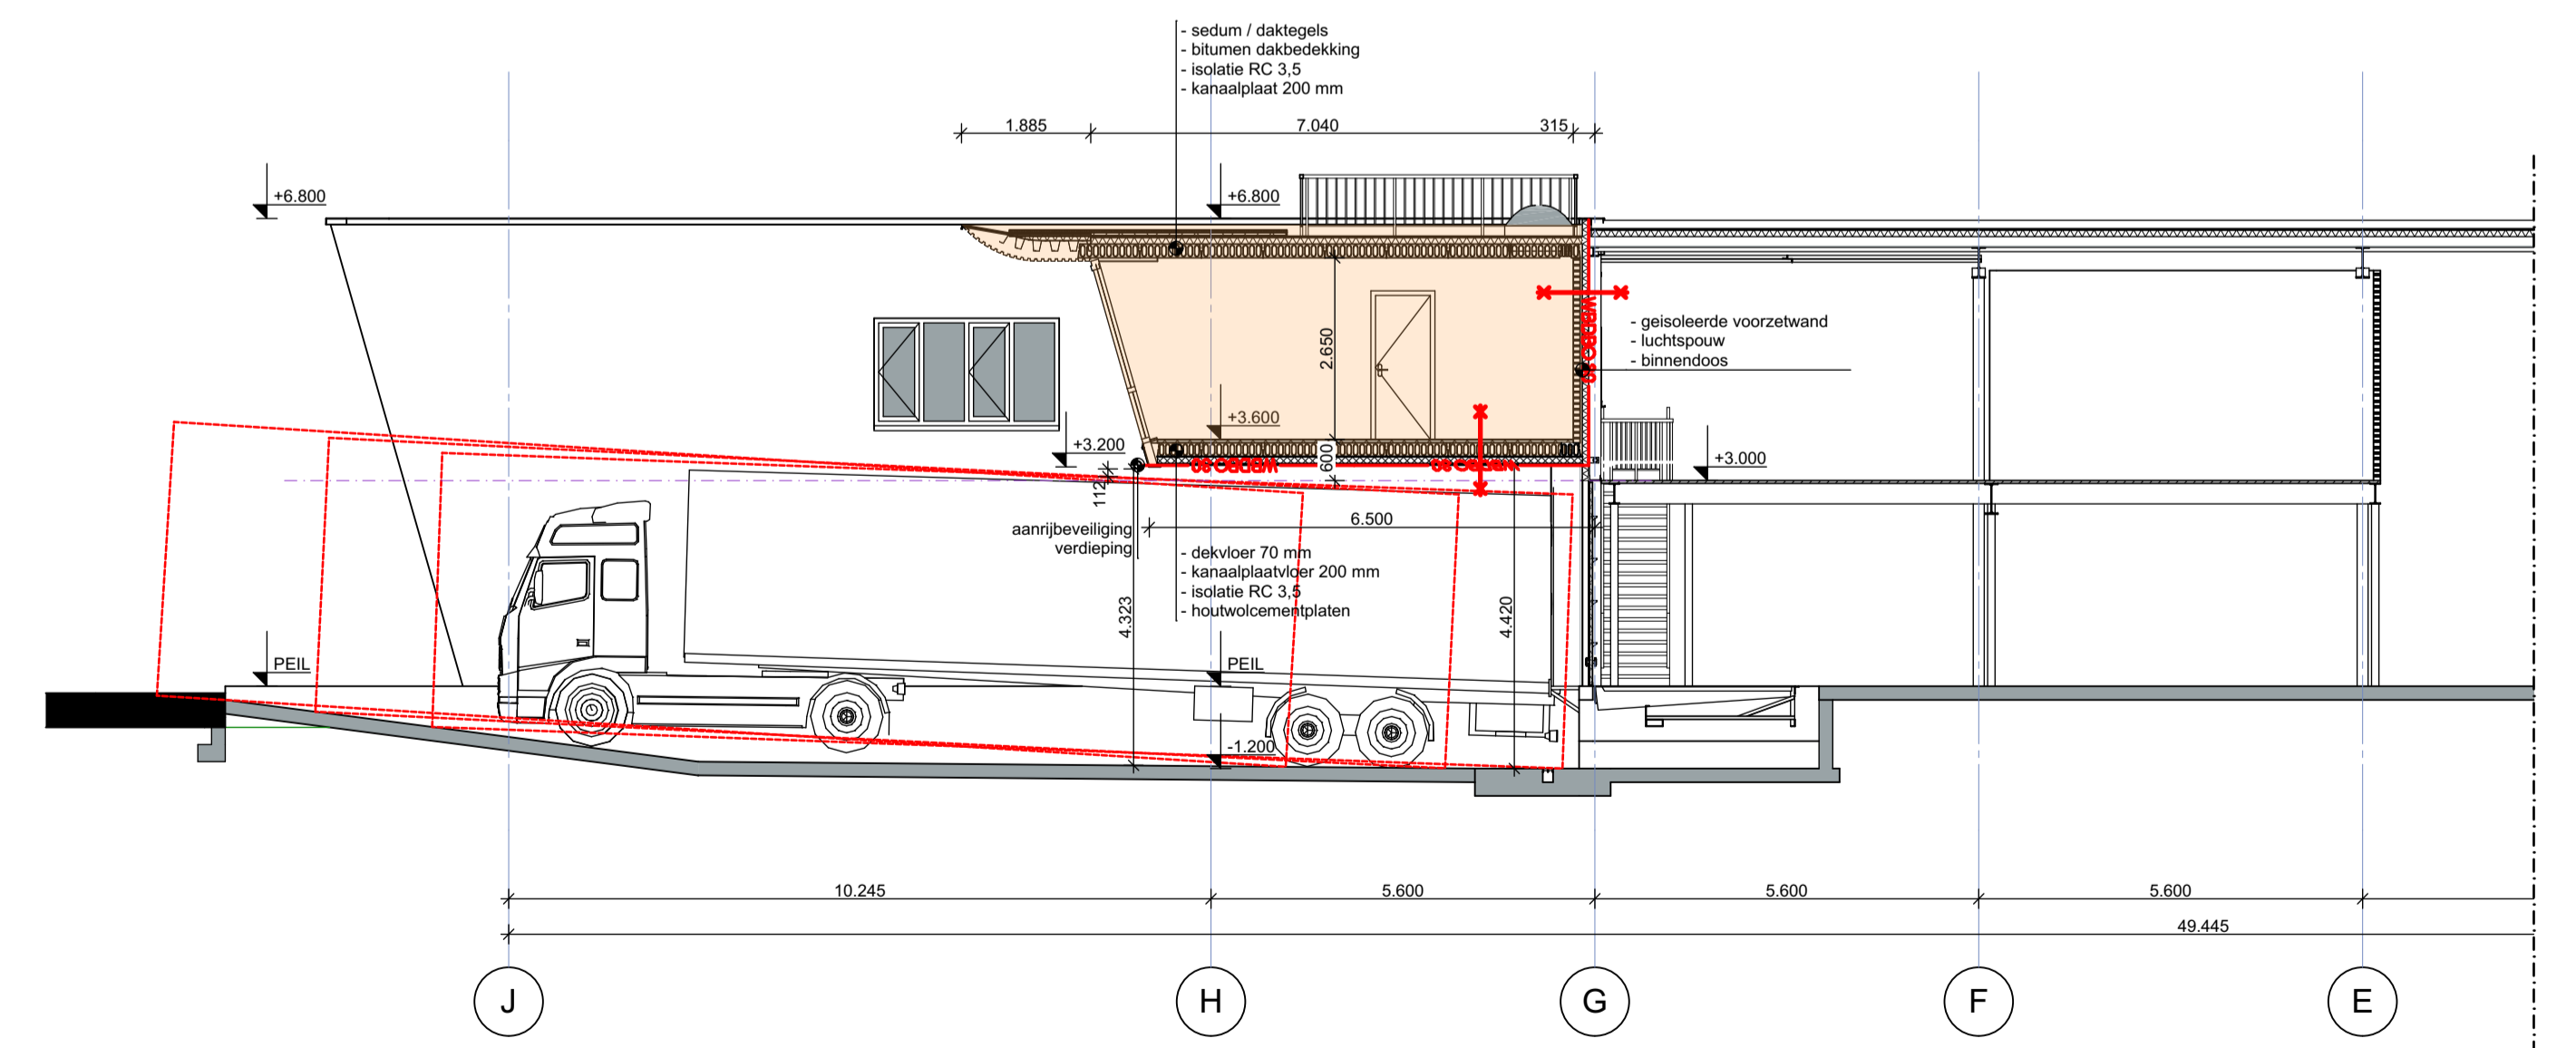 - sedum / daktegels
- bitumen dakbedekking
- isolatie RC 3,5
- kanaalplaat 200 mm
1.885
7.040
315
+6.800
+6.800
2.650
- geisoleerde voorzetwand
- luchtspouw
- binnendoos
WBDBO 60
+3.600
+3.200
600
+3.000
112
6.500
aanrijbeveiliging
verdieping
- dekvloer 70 mm
- kanaalplaatvloer 200 mm
- isolatie RC 3,5
- houtwolcementplaten
4.323
4.420
PEIL
PEIL
-1.200
10.245
5.600
5.600
5.600
49.445
J
H
G
F
E